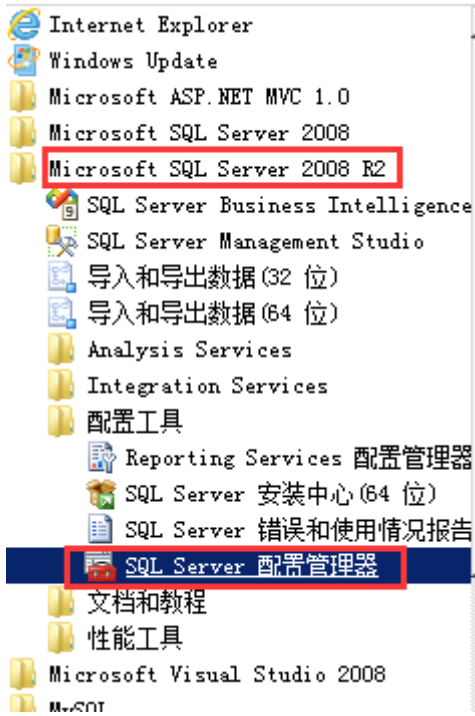 Internet Explorer
Windows Update
Microsoft ASP.NET MVC 1.0
Microsoft SQL Server 2008
Microsoft SQL Server 2008 R2
SQL Server Business Intelligence
SQL Server Management Studio
导入和导出数据(32 位)
导入和导出数据(64 位)
Analysis Services
Integration Services
配置工具
Reporting Services 配置管理器
SQL Server 安装中心(64 位)
SQL Server 错误和使用情况报告
SQL Server 配置管理器
文档和教程
性能工具
Microsoft Visual Studio 2008
MySQL